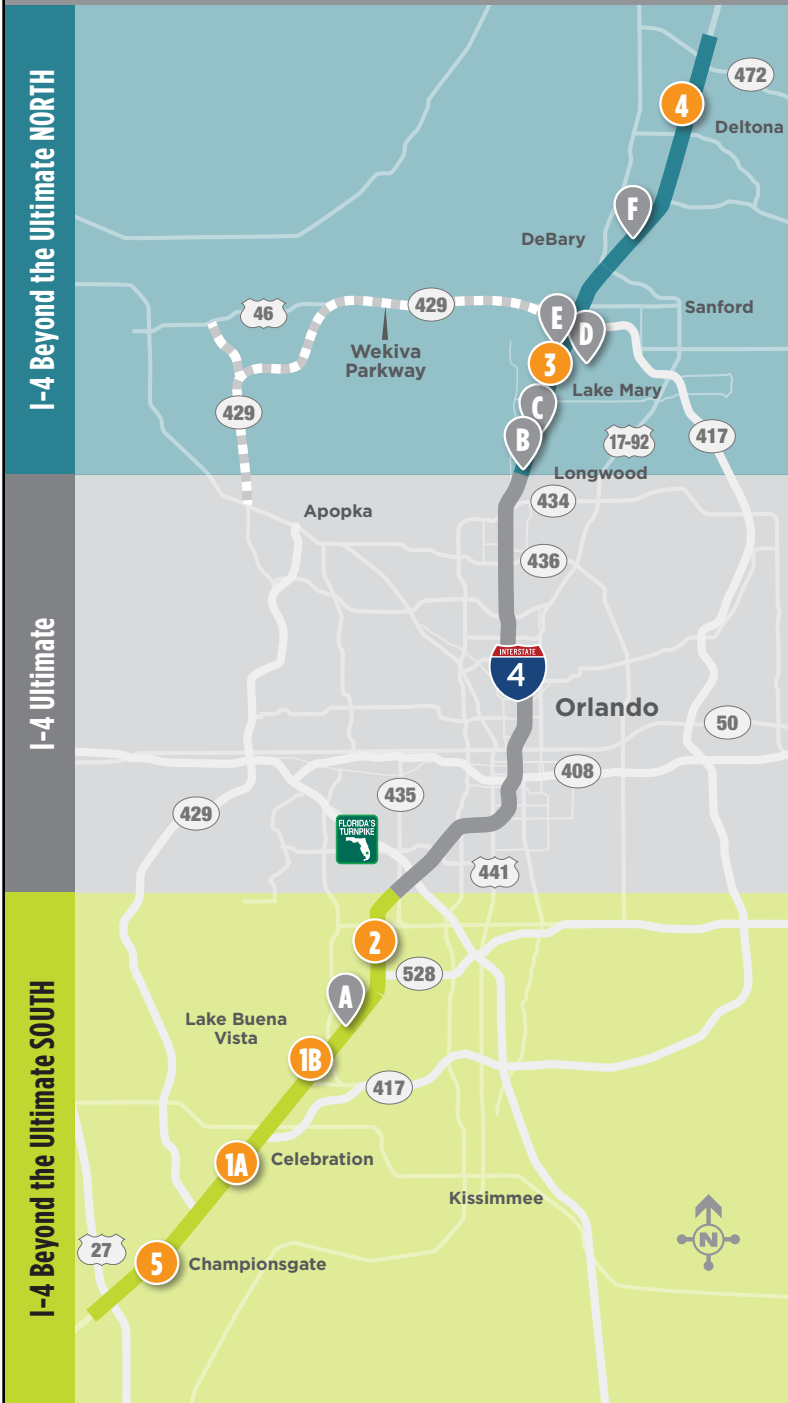 I-4 Beyond the Ultimate NORTH
472
4
Deltona
F
DeBary
Sanford
46
429
E
D
Wekiva
Parkway
3
Lake Mary
429
C
B
17-92
417
Longwood
434
Apopka
436
I-4 Ultimate
INTERSTATE
4
Orlando
50
408
435
429
FLORIDA'S
TURNPIKE
441
I-4 Beyond the Ultimate SOUTH
2
528
A
Lake Buena
Vista
1B
417
1A
Celebration
Kissimmee
N
27
5
Championsgate